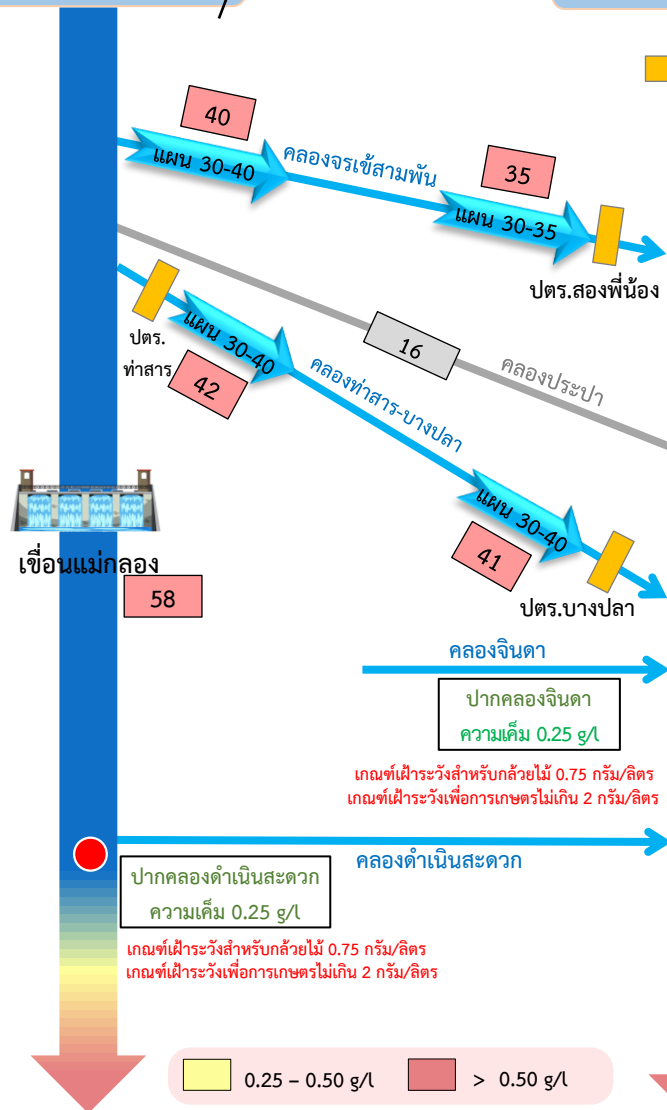 40
แผน 30-40
คลองจรเข้สามพัน
35
แผน 30-35
ปตร.สองพี่น้อง
ปตร.
ท่าสาร
แผน 30-40
42
16
คลองประปา
คลองท่าสาร-บางปลา
แผน 30-40
41
ปตร.บางปลา
เขื่อนแม่กลอง
58
คลองจินดา
ปากคลองจินดา
ความเค็ม 0.25 g/l
เกณฑ์เฝ้าระวังสำหรับกล้วยไม้ 0.75 กรัม/ลิตร
เกณฑ์เฝ้าระวังเพื่อการเกษตรไม่เกิน 2 กรัม/ลิตร
คลองดำเนินสะดวก
ปากคลองดำเนินสะดวก
ความเค็ม 0.25 g/l
เกณฑ์เฝ้าระวังสำหรับกล้วยไม้ 0.75 กรัม/ลิตร
เกณฑ์เฝ้าระวังเพื่อการเกษตรไม่เกิน 2 กรัม/ลิตร
0.25 – 0.50 g/l
> 0.50 g/l